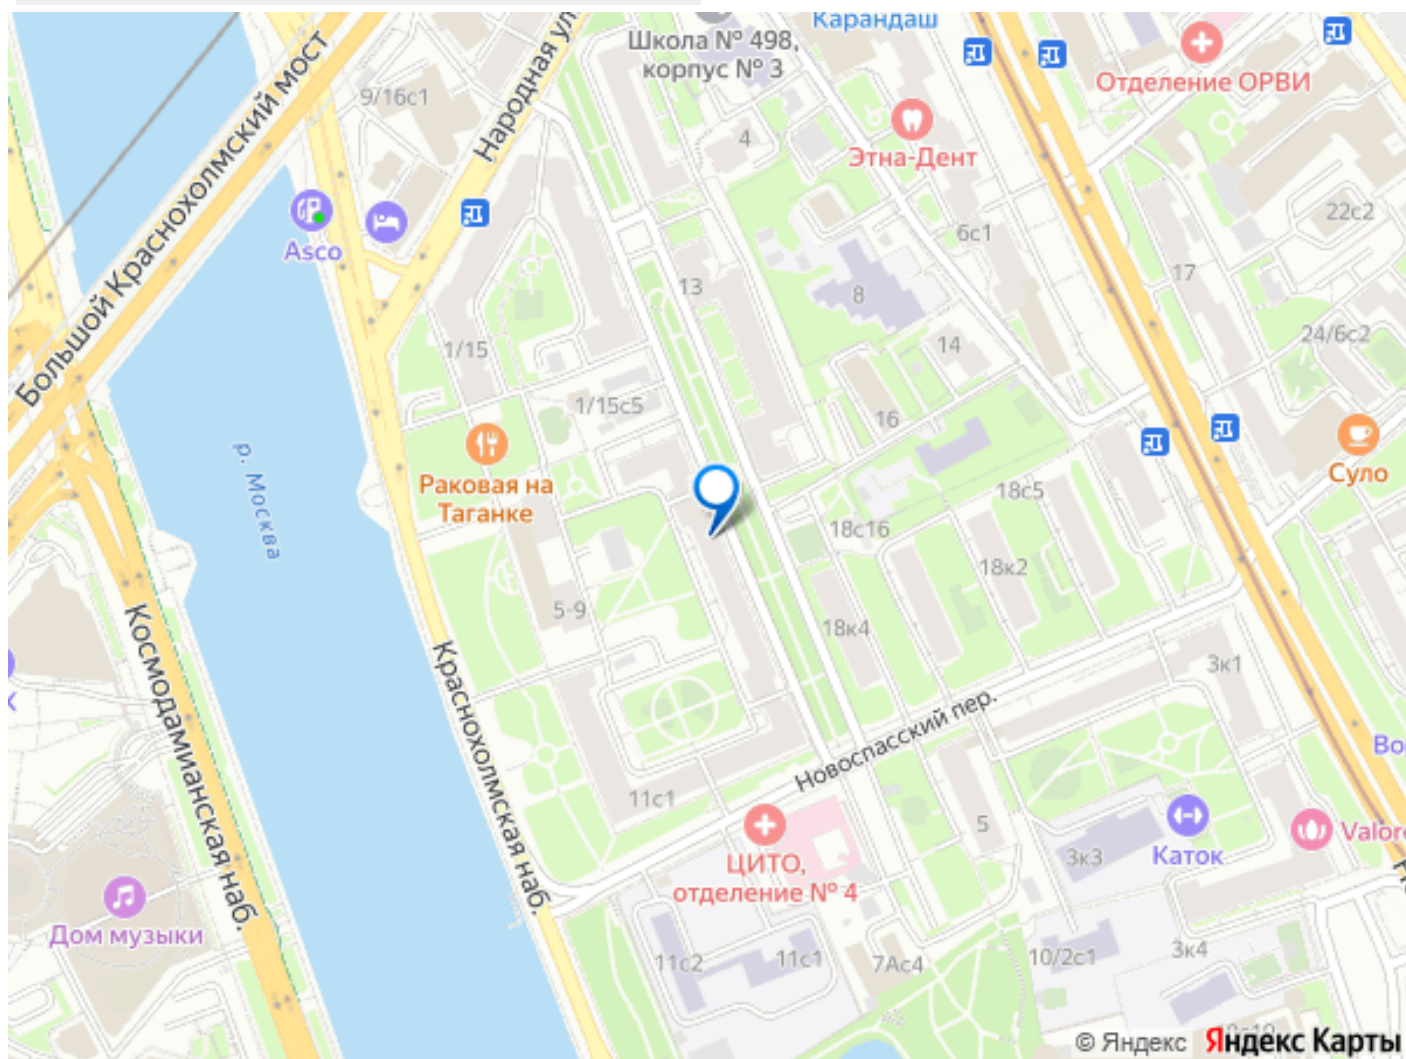 Карандаш
Школа № 498,
корпус № 3
Отделение ОРВИ
Народная ул.
9/16с1
Большой Краснохолмский мост
4
Этна-Дент
22с2
Asco
6с1
17
13
8
24/6с2
1/15
14
1/15с5
16
р. Москва
Раковая на
Таганке
Суло
18с5
18с16
18к2
5-9
18к4
Космодамианская наб.
Краснохолмская наб.
3к1
Новоспасский пер.
11с1
5
ЦИТО,
отделение № 4
3к3
Каток
Дом музыки
11с2
11с1
7Ас4
10/2с1
3к4
© Яндекс
Яндекс Карты